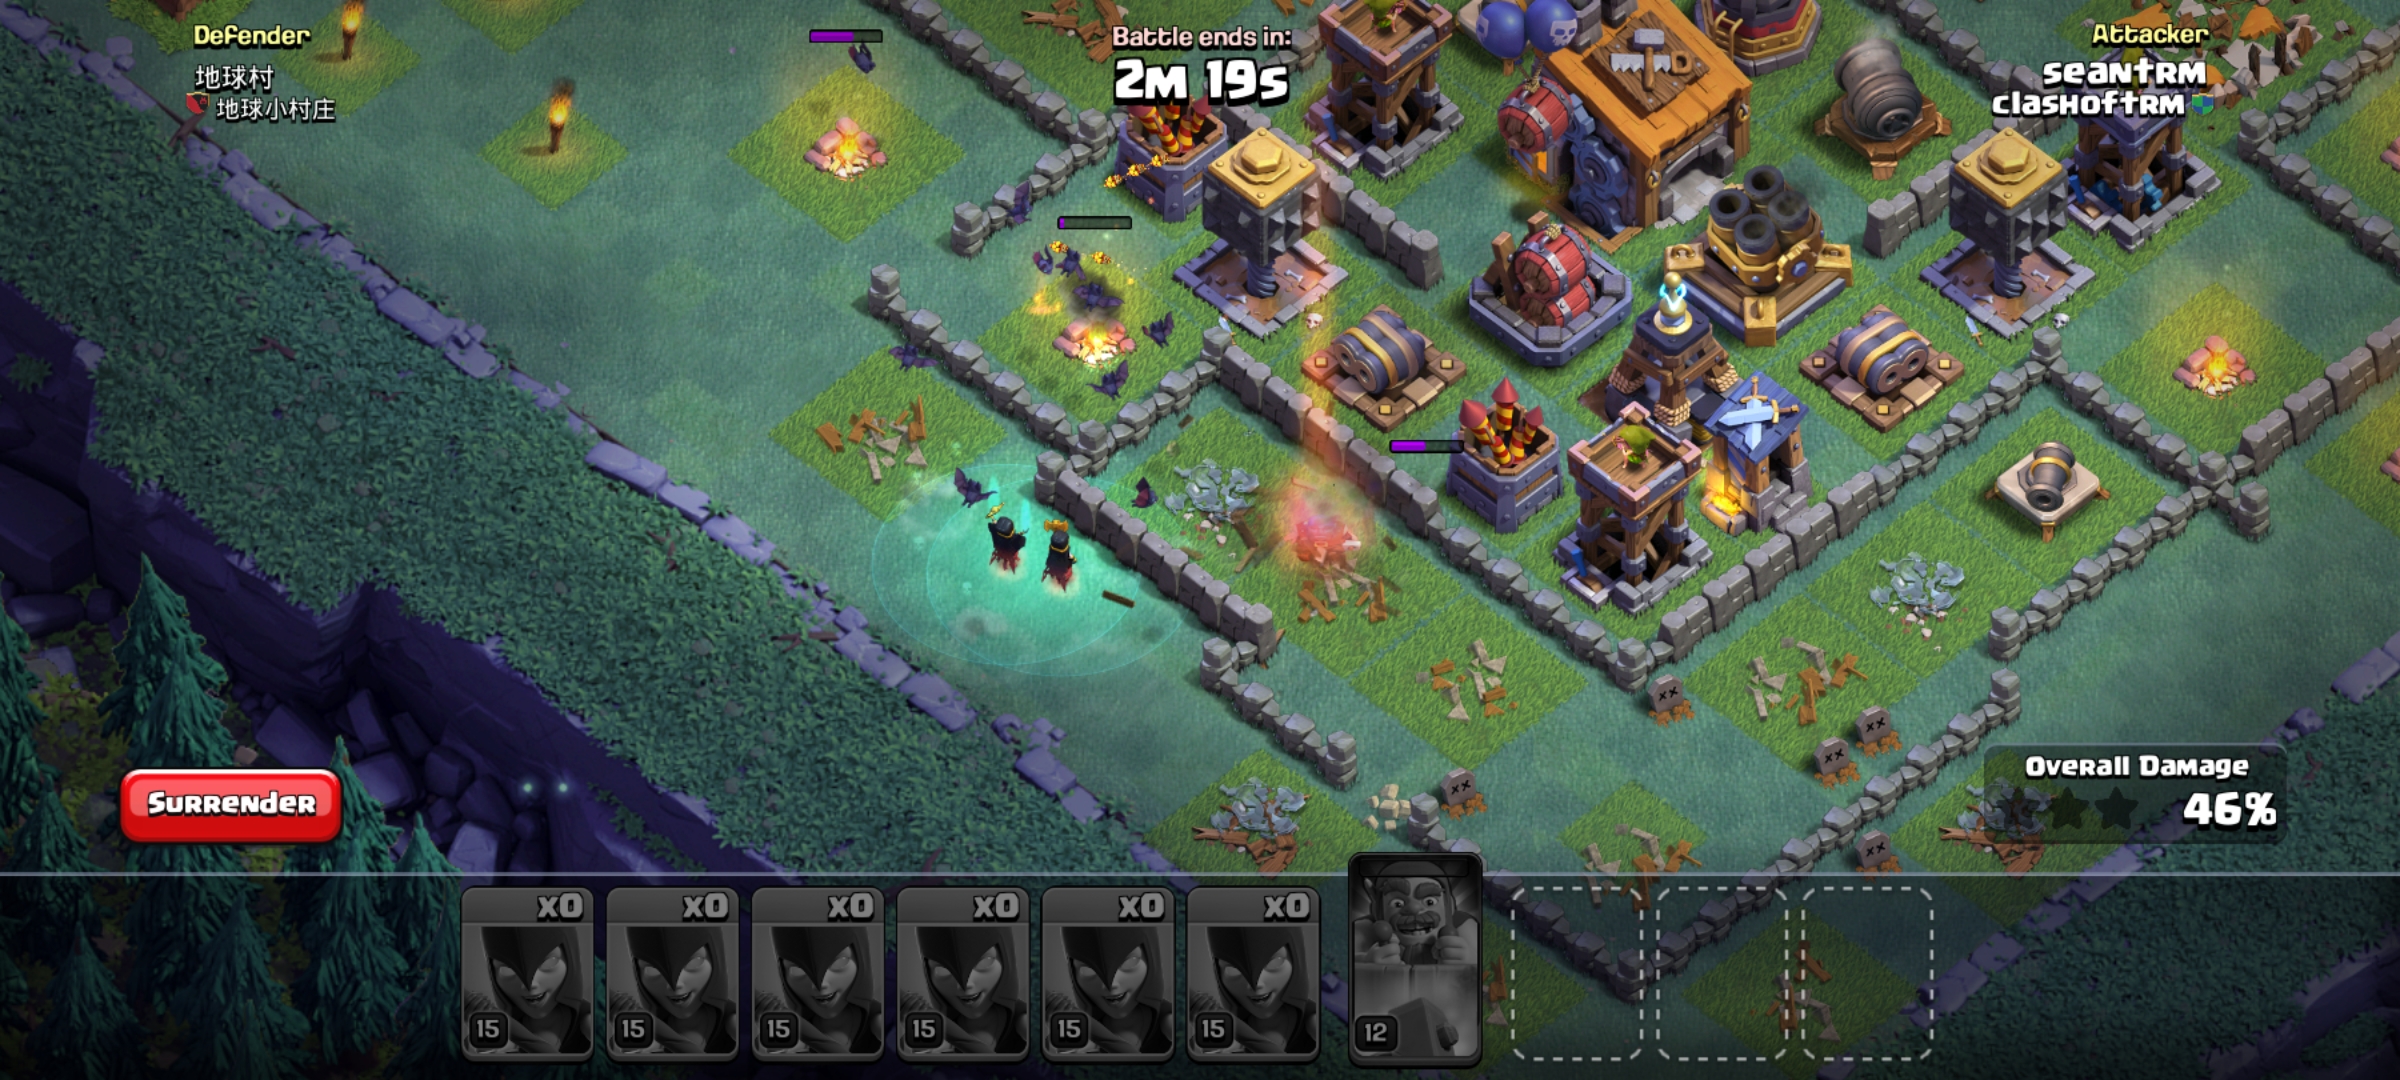 Defender
地球村
地球小村庄
Battle ends in:
2M 19s
Attacker
seantRM
clashoftRM
Surrender
Overall Damage
46%
x0 x0 x0 x0 x0 x0
15 15 15 15 15 15 12